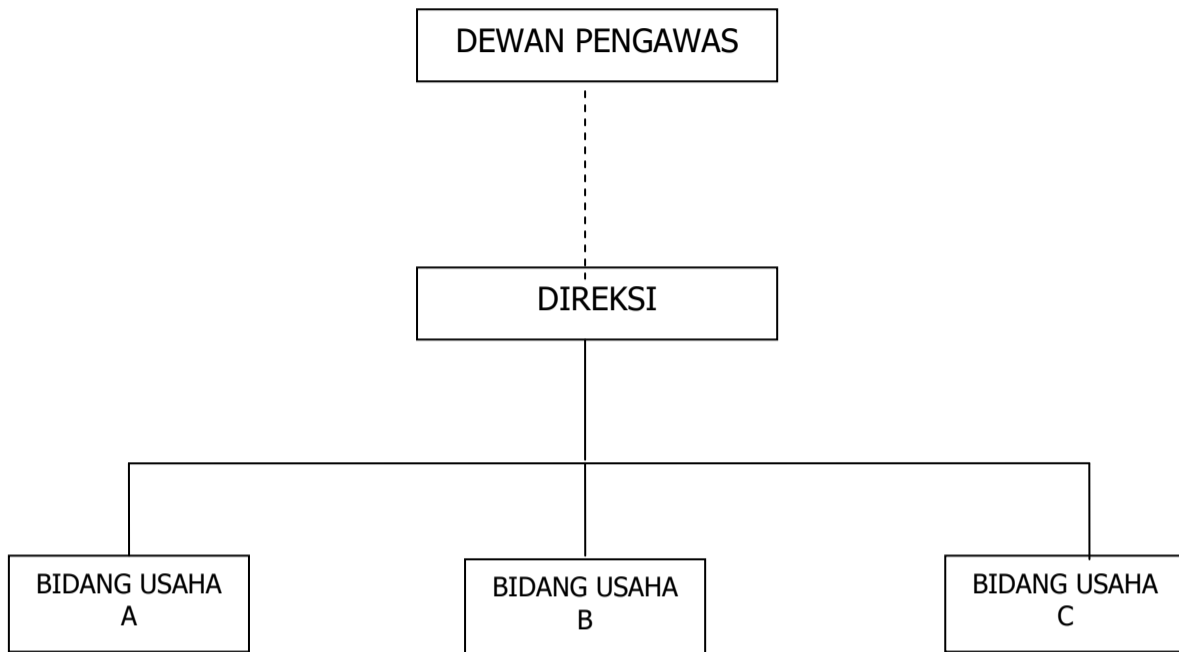 DEWAN PENGAWAS
DIREKSI
BIDANG USAHA
A
BIDANG USAHA
B
BIDANG USAHA
C